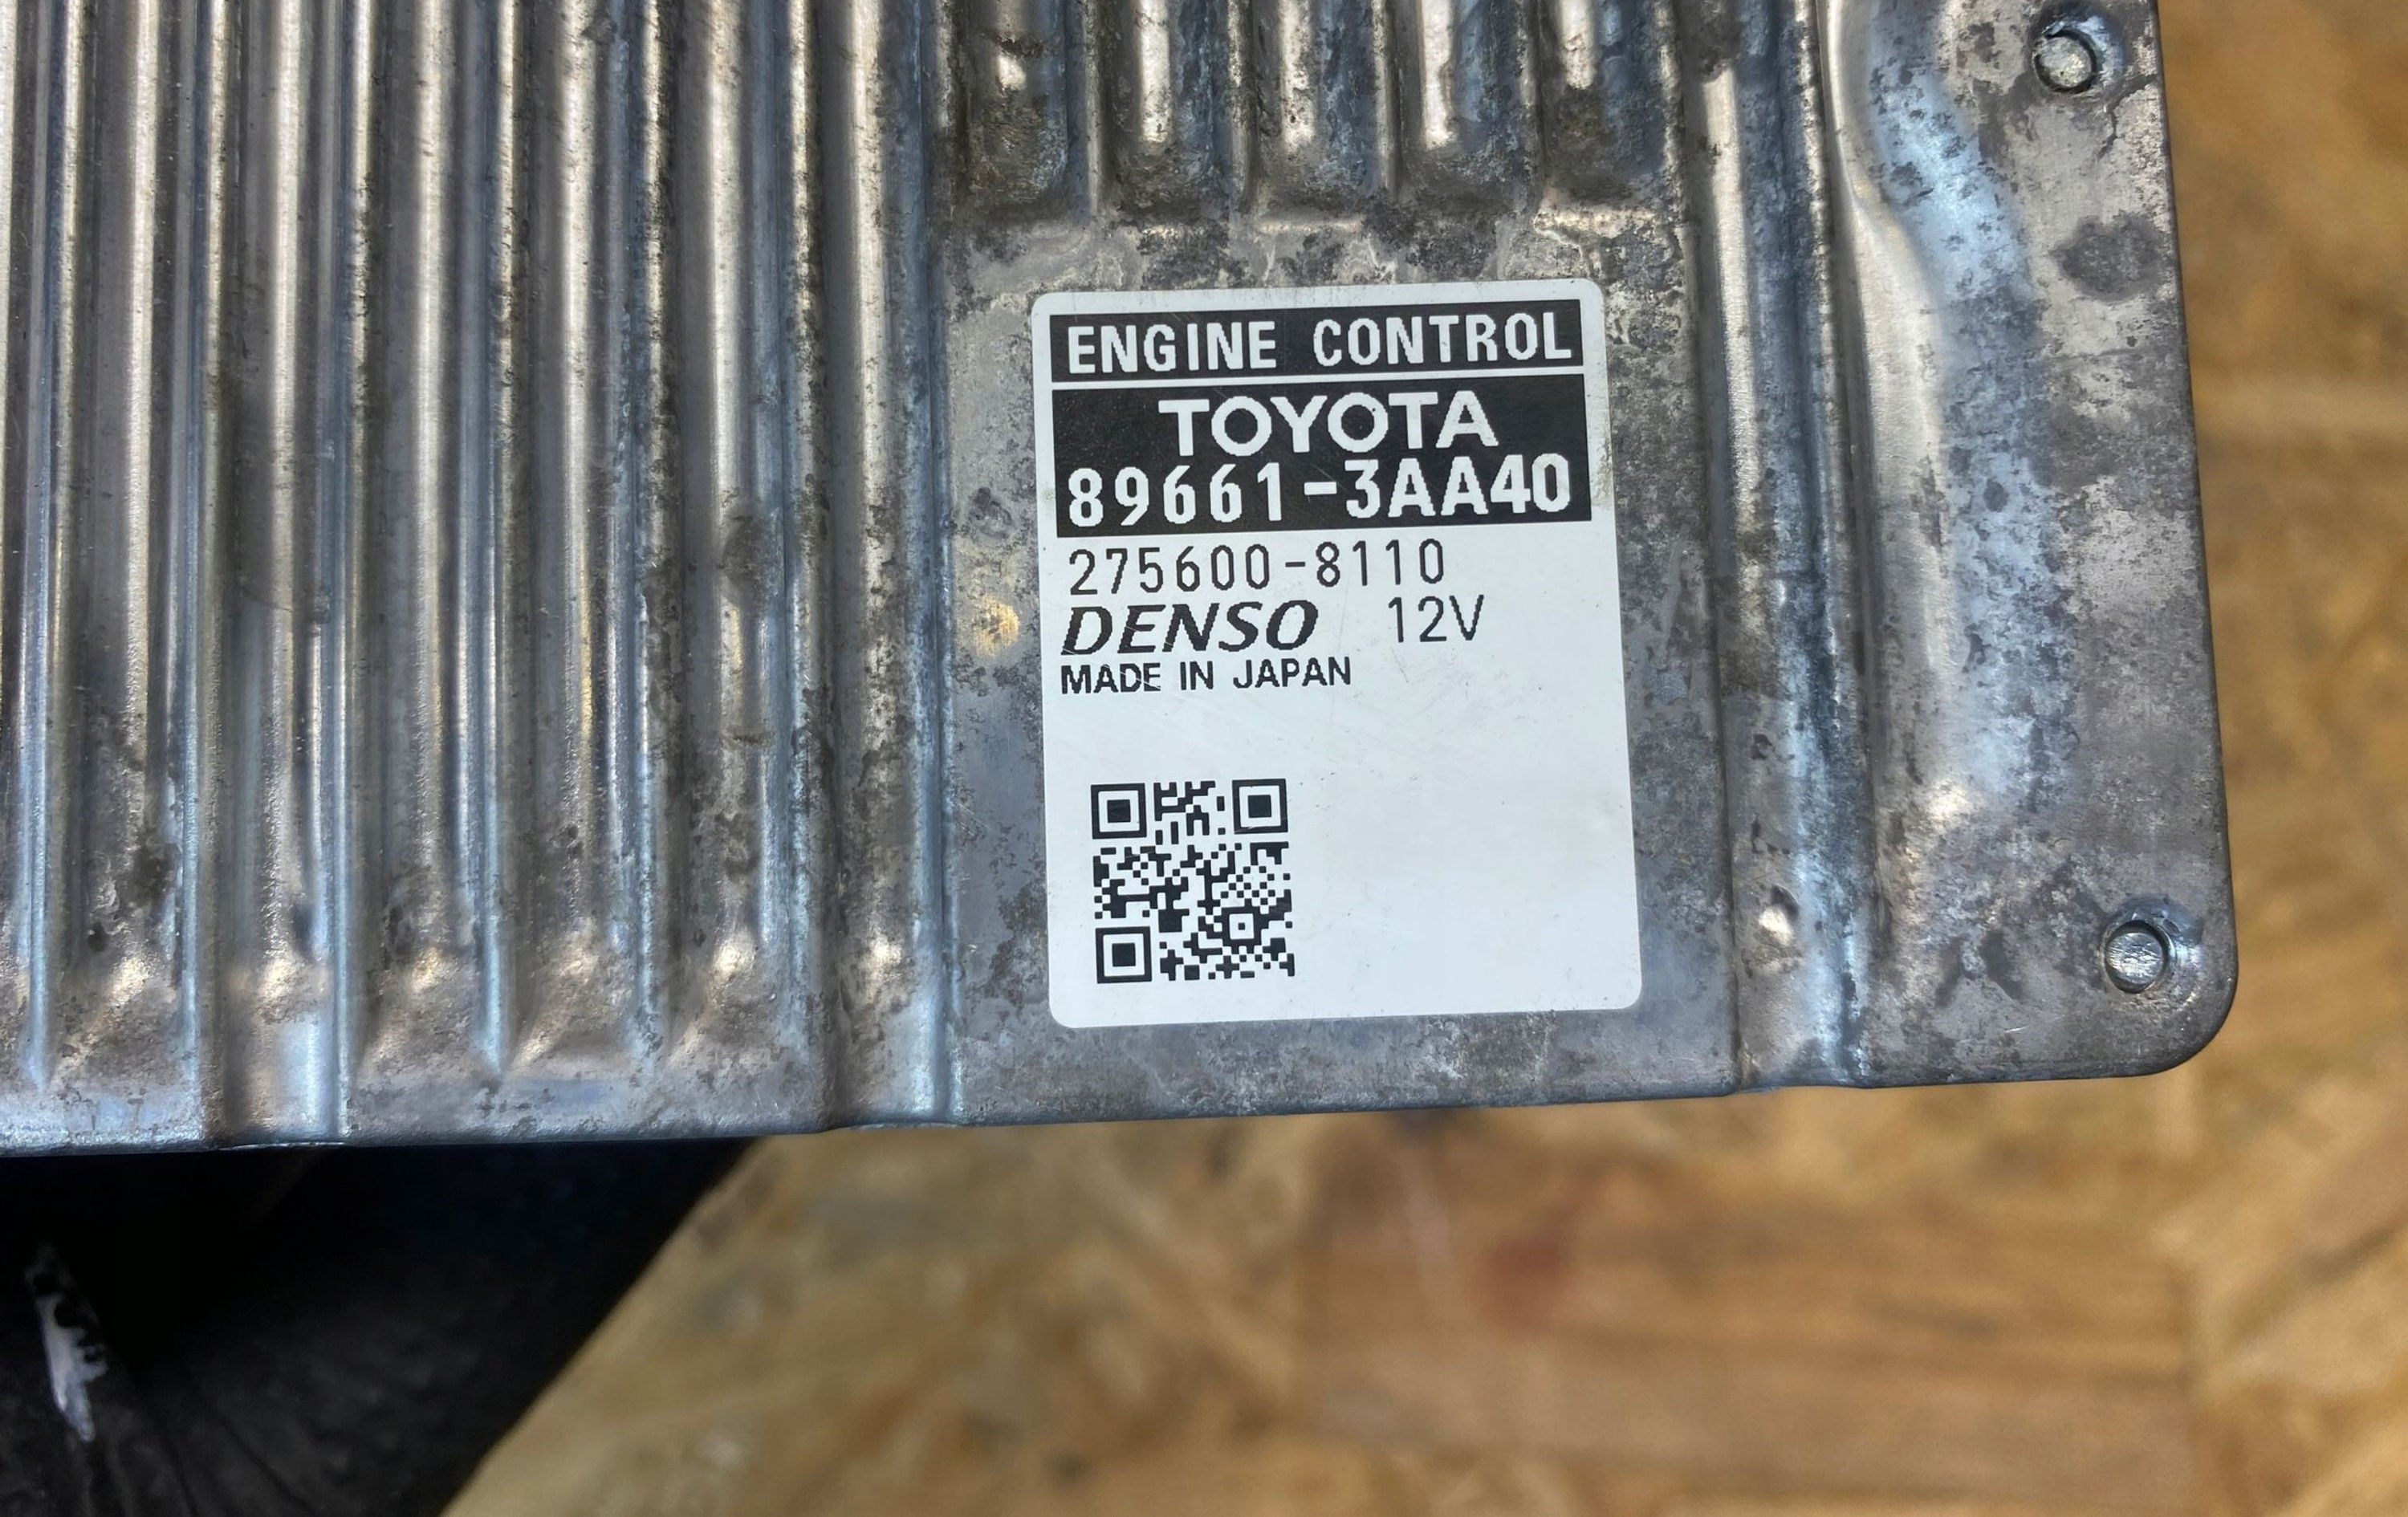 ENGINE CONTROL
TOYOTA
89661-3AA40
275600-8110
DENSO 12V
MADE IN JAPAN